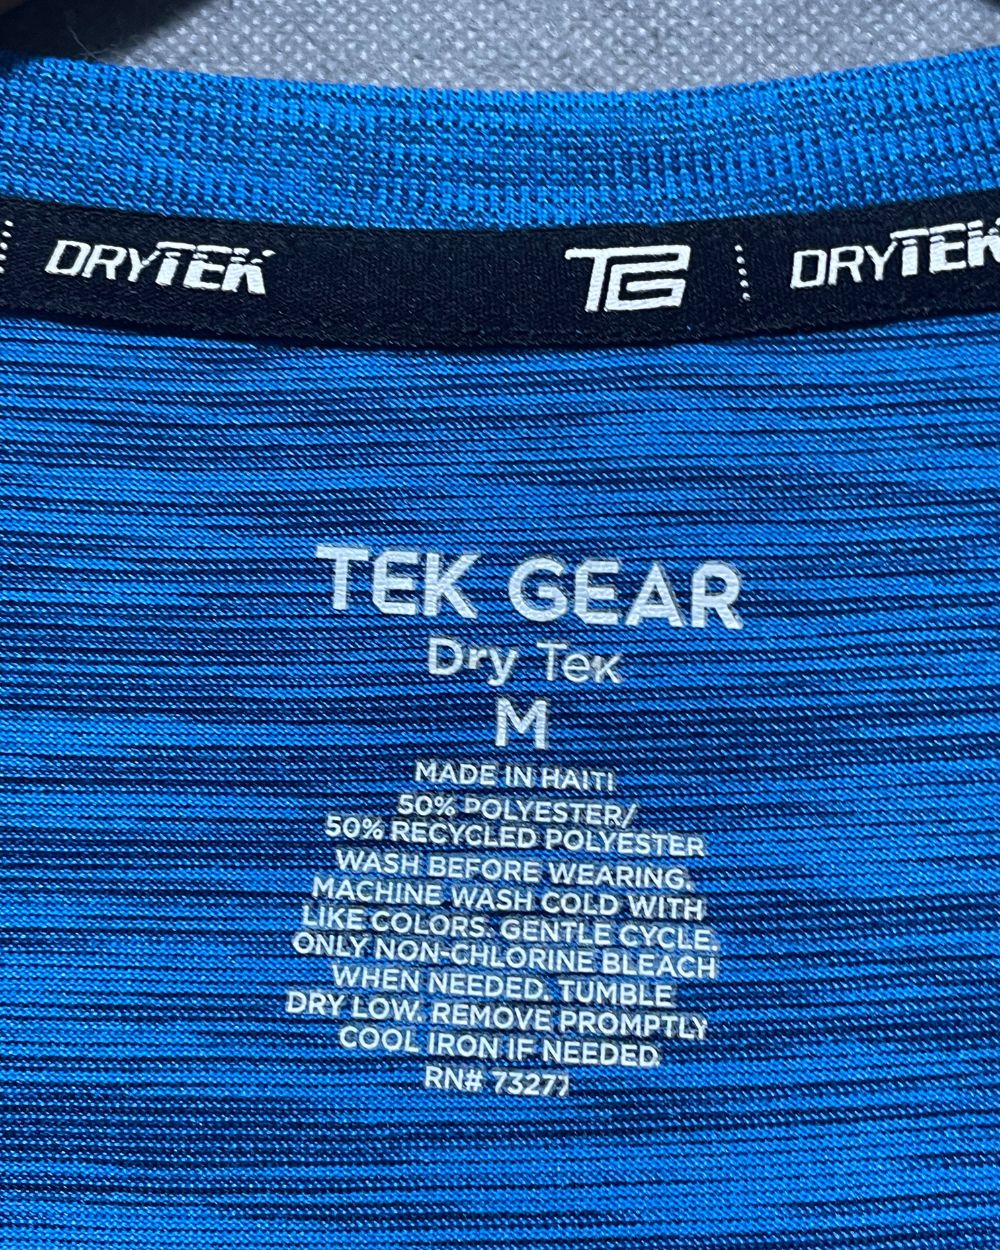 DRYTEK TG DRYTEK
TEK GEAR
Dry Tek
M
MADE IN HAITI
50% POLYESTER/
50% RECYCLED POLYESTER
WASH BEFORE WEARING.
MACHINE WASH COLD WITH
LIKE COLORS. GENTLE CYCLE.
ONLY NON-CHLORINE BLEACH
WHEN NEEDED. TUMBLE
DRY LOW. REMOVE PROMPTLY
COOL IRON IF NEEDED
RN# 73277